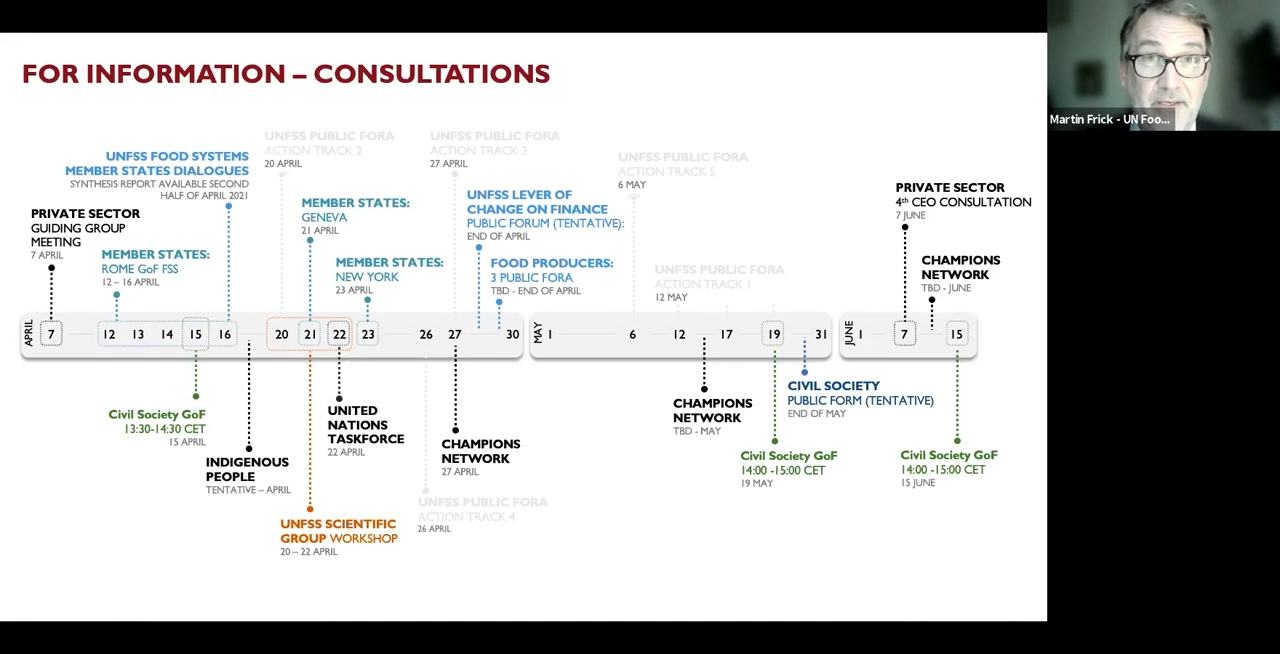 FOR INFORMATION – CONSULTATIONS
Martin Frick - UN Foo...
UNFSS PUBLIC FORA
ACTION TRACK 2
20 APRIL
UNFSS PUBLIC FORA
ACTION TRACK 3
27 APRIL
UNFSS PUBLIC FORA
ACTION TRACK 5
6 MAY
UNFSS FOOD SYSTEMS
MEMBER STATES DIALOGUES
SYNTHESIS REPORT AVAILABLE SECOND
HALF OF APRIL 2021
PRIVATE SECTOR
GUIDING GROUP
MEETING
7 APRIL
MEMBER STATES:
ROME GoF FSS
12 – 16 APRIL
MEMBER STATES:
GENEVA
21 APRIL
MEMBER STATES:
NEW YORK
23 APRIL
UNFSS LEVER OF
CHANGE ON FINANCE
PUBLIC FORUM (TENTATIVE):
END OF APRIL
FOOD PRODUCERS:
3 PUBLIC FORA
TBD - END OF APRIL
UNFSS PUBLIC FORA
ACTION TRACK 1
12 MAY
PRIVATE SECTOR
4th CEO CONSULTATION
7 JUNE
CHAMPIONS
NETWORK
TBD - JUNE
APRIL 7 12 13 14 15 16 20 21 22 23 26 27 30
MAY 1 6 12 17 19 31
JUNE 1 7 15
Civil Society GoF
13:30-14:30 CET
15 APRIL
INDIGENOUS
PEOPLE
TENTATIVE – APRIL
UNFSS SCIENTIFIC
GROUP WORKSHOP
20 – 22 APRIL
UNITED
NATIONS
TASKFORCE
22 APRIL
CHAMPIONS
NETWORK
27 APRIL
UNFSS PUBLIC FORA
ACTION TRACK 4
26 APRIL
CHAMPIONS
NETWORK
TBD - MAY
CIVIL SOCIETY
PUBLIC FORM (TENTATIVE)
END OF MAY
Civil Society GoF
14:00 -15:00 CET
19 MAY
Civil Society GoF
14:00 -15:00 CET
15 JUNE